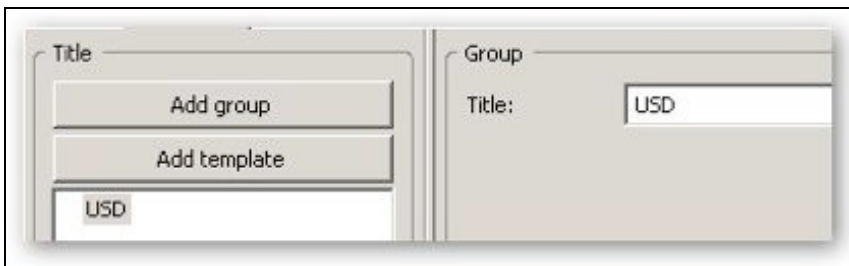 Title
Add group
Add template
USD
Group
Title: USD